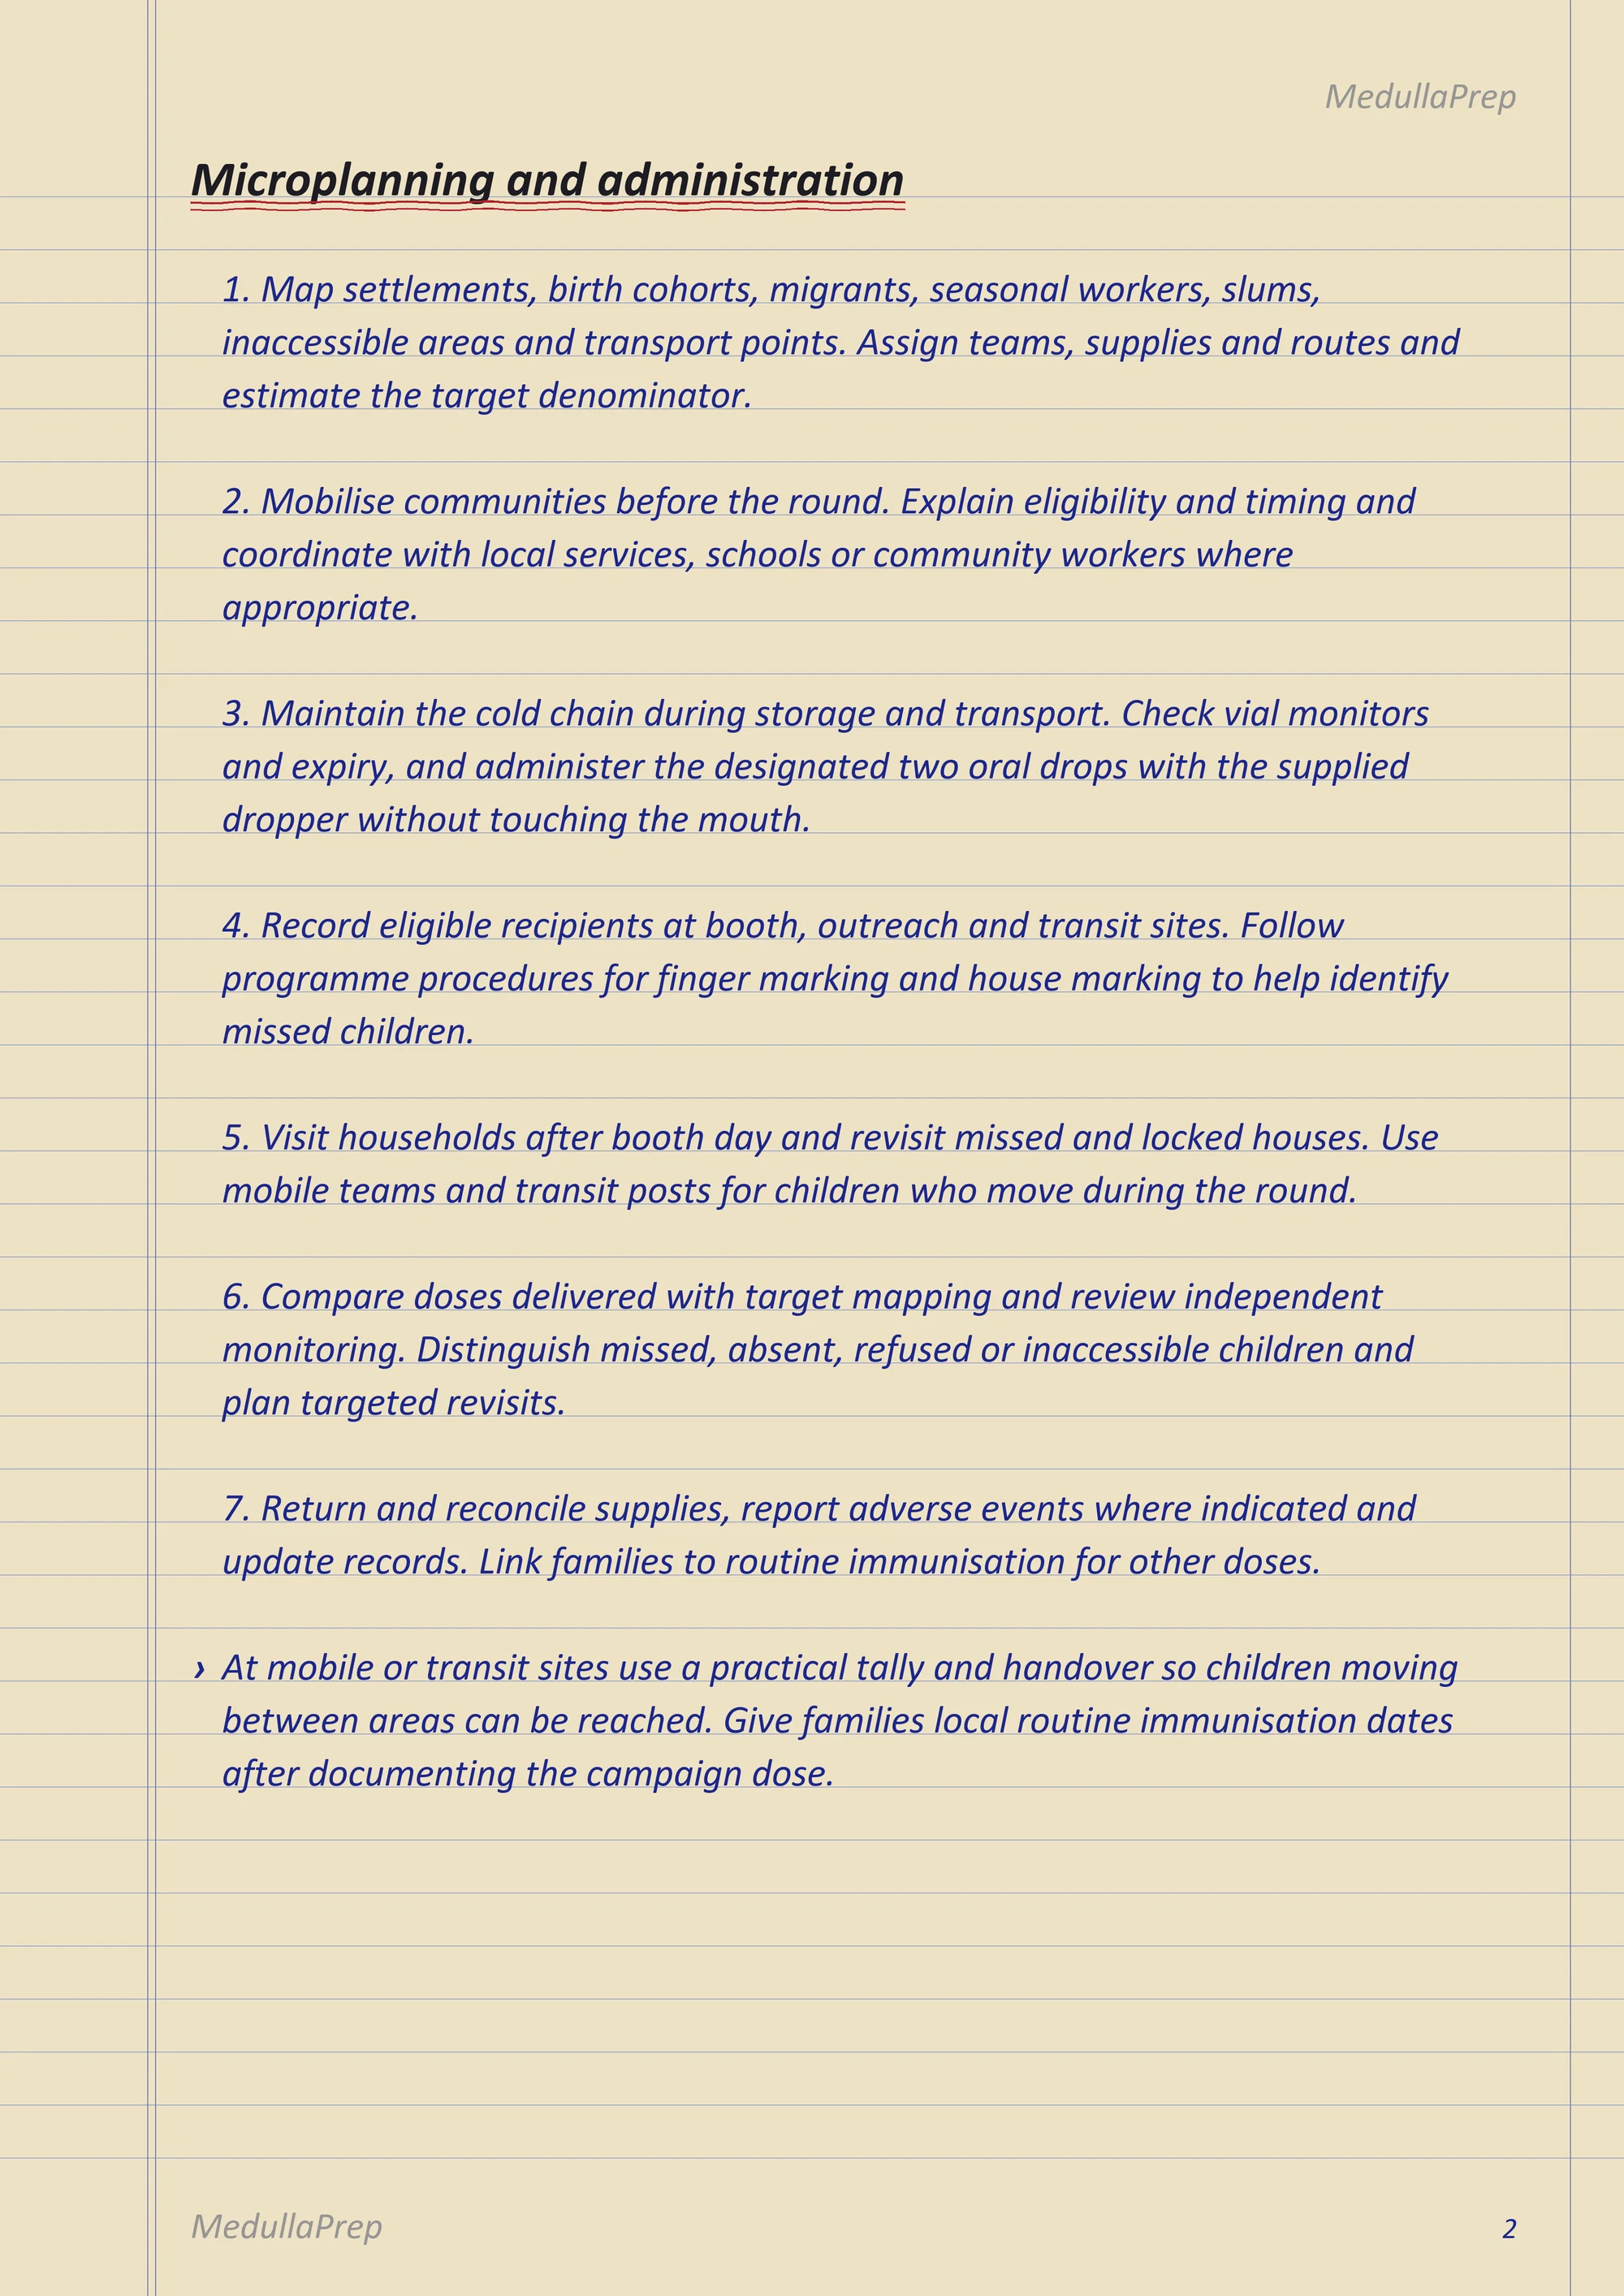 MedullaPrep
Microplanning and administration
1. Map settlements, birth cohorts, migrants, seasonal workers, slums,
inaccessible areas and transport points. Assign teams, supplies and routes and
estimate the target denominator.
2. Mobilise communities before the round. Explain eligibility and timing and
coordinate with local services, schools or community workers where
appropriate.
3. Maintain the cold chain during storage and transport. Check vial monitors
and expiry, and administer the designated two oral drops with the supplied
dropper without touching the mouth.
4. Record eligible recipients at booth, outreach and transit sites. Follow
programme procedures for finger marking and house marking to help identify
missed children.
5. Visit households after booth day and revisit missed and locked houses. Use
mobile teams and transit posts for children who move during the round.
6. Compare doses delivered with target mapping and review independent
monitoring. Distinguish missed, absent, refused or inaccessible children and
plan targeted revisits.
7. Return and reconcile supplies, report adverse events where indicated and
update records. Link families to routine immunisation for other doses.
› At mobile or transit sites use a practical tally and handover so children moving
between areas can be reached. Give families local routine immunisation dates
after documenting the campaign dose.
MedullaPrep
2